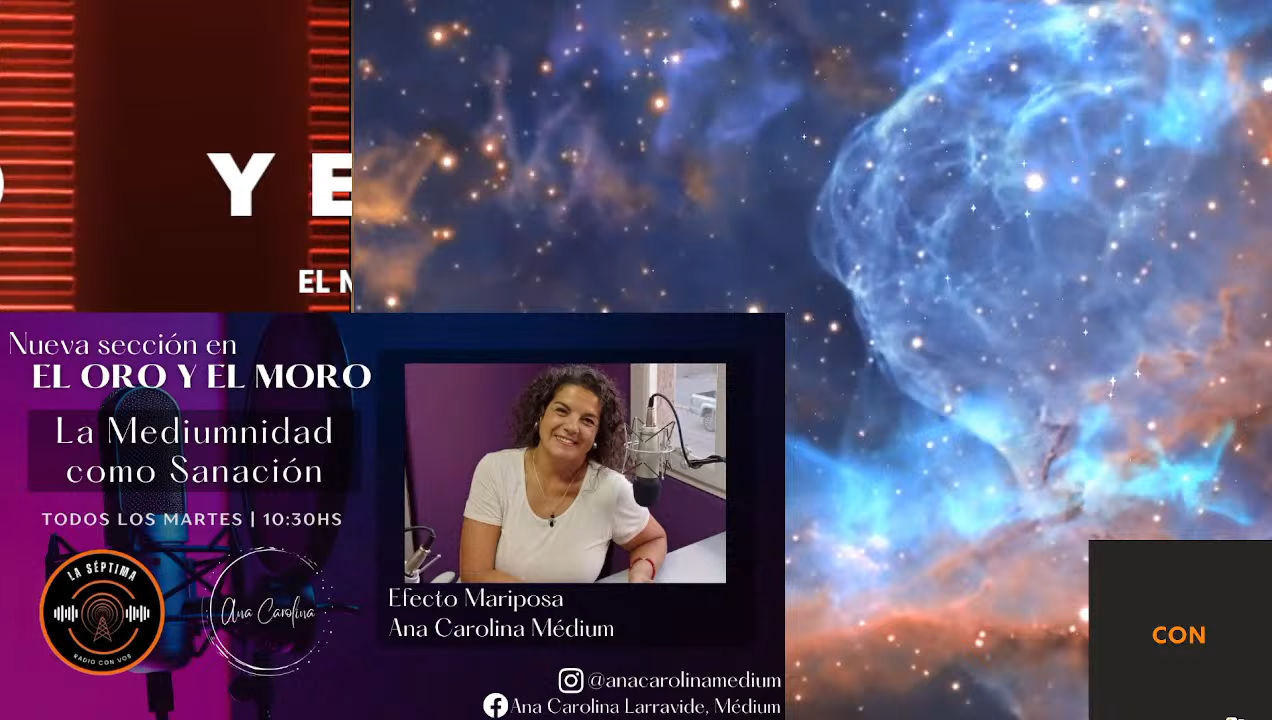 Y E
EL
Nueva sección en
EL ORO Y EL MORO
La Mediumnidad
como Sanación
TODOS LOS MARTES | 10:30HS
LA SÉPTIMA
RADIO CON VOS
Ana Carolina
Efecto Mariposa
Ana Carolina Médium
@anacarolinamedium
Ana Carolina Larravide, Médium
CON